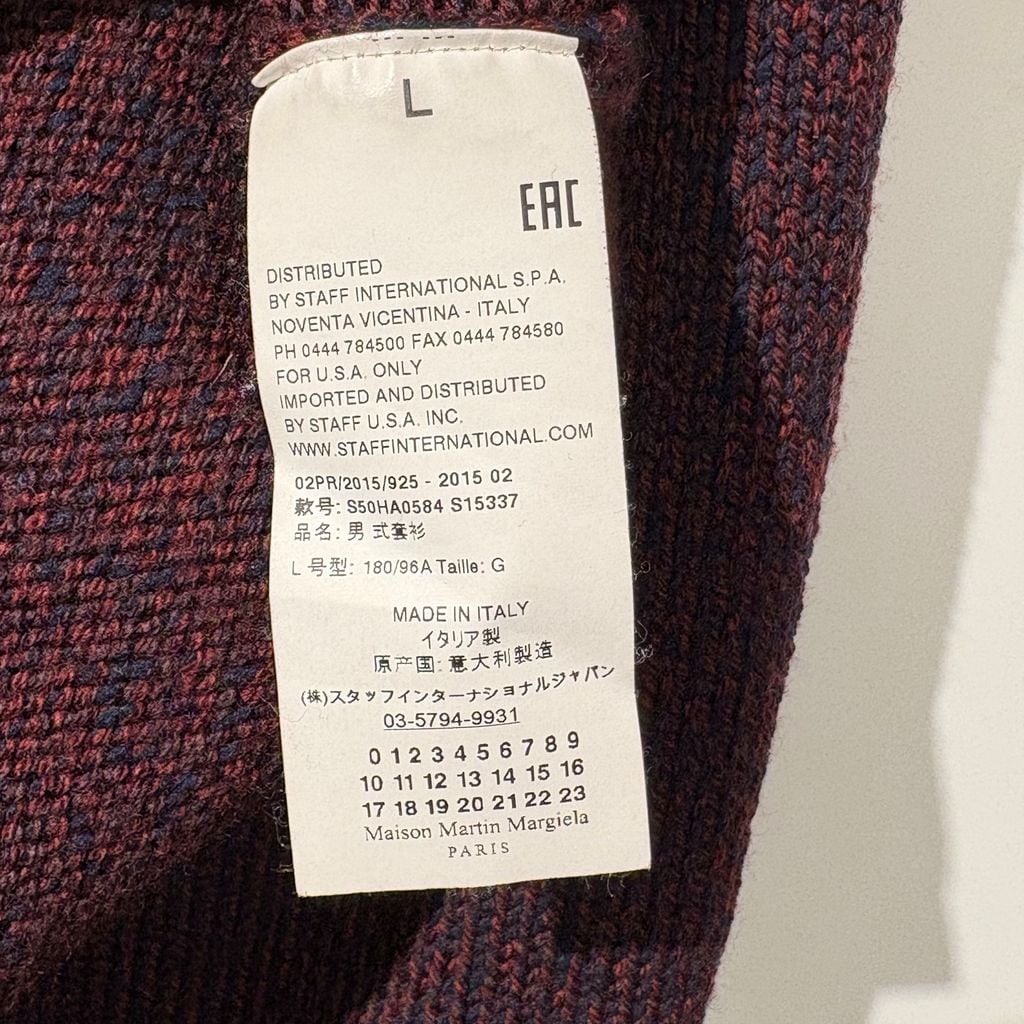 L
EAC
DISTRIBUTED
BY STAFF INTERNATIONAL S.P.A.
NOVENTA VICENTINA - ITALY
PH 0444 784500 FAX 0444 784580
FOR U.S.A. ONLY
IMPORTED AND DISTRIBUTED
BY STAFF U.S.A. INC.
WWW.STAFFINTERNATIONAL.COM
02PR/2015/925 - 2015 02
款号: S50HA0584 S15337
品名: 男式套衫
L 号型: 180/96A Taille: G
MADE IN ITALY
イタリア製
原产国: 意大利製造
(株)スタッフインターナショナルジャパン
03-5794-9931
0 1 2 3 4 5 6 7 8 9
10 11 12 13 14 15 16
17 18 19 20 21 22 23
Maison Martin Margiela
PARIS